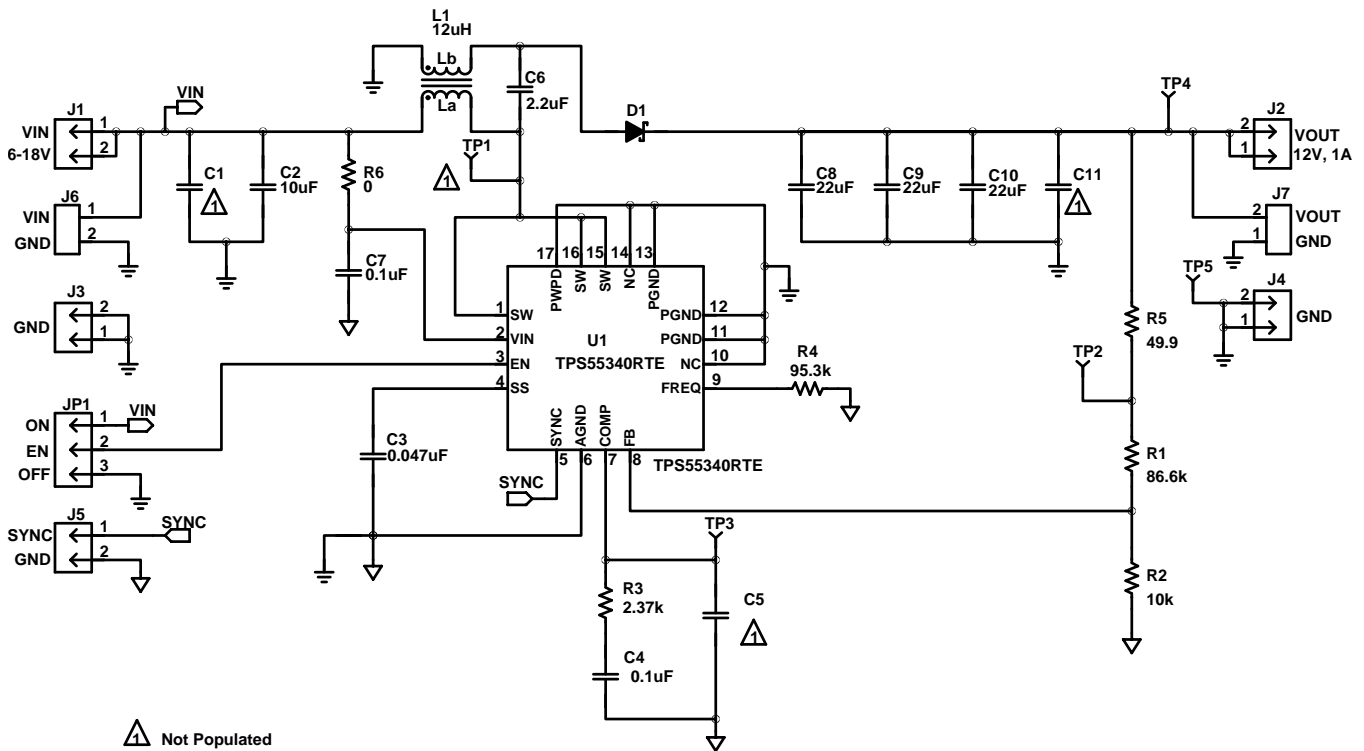 L1
12uH
Lb
La
C6
2.2uF
VIN
J1
VIN
6-18V
1
2
J6
VIN
GND
1
2
C1
1
C2
10uF
R6
0
C7
0.1uF
TP1
1
D1
TP4
J2
2
1
VOUT
12V, 1A
C8
22uF
C9
22uF
C10
22uF
C11
1
J7
2
1
VOUT
GND
TP5
J4
2
1
GND
J3
GND
2
1
17
16
15
14
13
PWPD
SW
SW
NC
PGND
1
SW
2
VIN
3
EN
4
SS
U1
TPS55340RTE
PGND
12
PGND
11
NC
10
FREQ
9
SYNC
AGND
COMP
FB
5
6
7
8
TPS55340RTE
R4
95.3k
R5
49.9
TP2
R1
86.6k
R2
10k
JP1
ON
EN
OFF
1
2
3
VIN
C3
0.047uF
SYNC
J5
SYNC
GND
1
2
SYNC
TP3
R3
2.37k
C4
0.1uF
C5
1
1 Not Populated